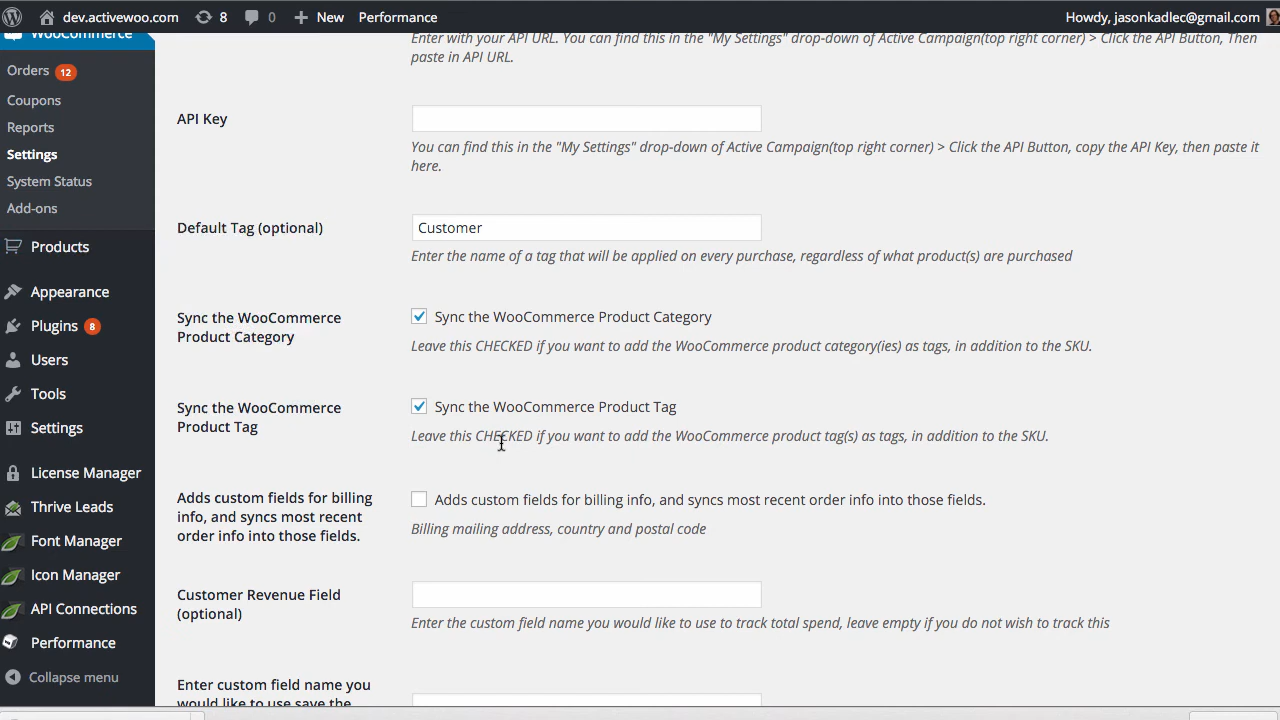 dev.activewoo.com 8 0 New Performance Howdy, jasonkadlec@gmail.com
WooCommerce
Orders 12
Coupons
Reports
Settings
System Status
Add-ons
Products
Appearance
Plugins 8
Users
Tools
Settings
License Manager
Thrive Leads
Font Manager
Icon Manager
API Connections
Performance
Collapse menu
Enter with your API URL. You can find this in the "My Settings" drop-down of Active Campaign(top right corner) > Click the API Button, Then
paste in API URL.
API Key
You can find this in the "My Settings" drop-down of Active Campaign(top right corner) > Click the API Button, copy the API Key, then paste it
here.
Default Tag (optional)
Customer
Enter the name of a tag that will be applied on every purchase, regardless of what product(s) are purchased
Sync the WooCommerce
Product Category
Sync the WooCommerce Product Category
Leave this CHECKED if you want to add the WooCommerce product category(ies) as tags, in addition to the SKU.
Sync the WooCommerce
Product Tag
Sync the WooCommerce Product Tag
Leave this CHECKED if you want to add the WooCommerce product tag(s) as tags, in addition to the SKU.
Adds custom fields for billing
info, and syncs most recent
order info into those fields.
Adds custom fields for billing info, and syncs most recent order info into those fields.
Billing mailing address, country and postal code
Customer Revenue Field
(optional)
Enter the custom field name you would like to use to track total spend, leave empty if you do not wish to track this
Enter custom field name you
would like to use save the